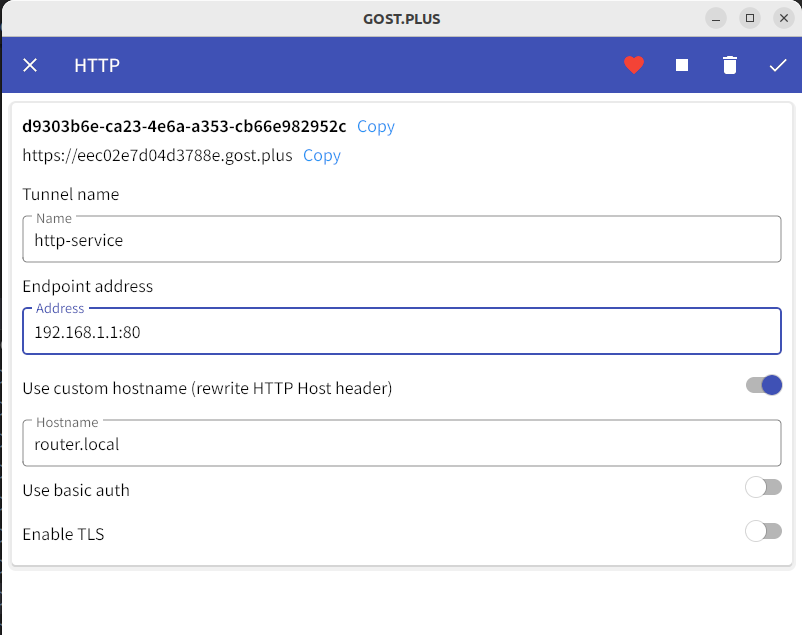 GOST.PLUS
HTTP
d9303b6e-ca23-4e6a-a353-cb66e982952c Copy
https://eec02e7d04d3788e.gost.plus Copy
Tunnel name
Name
http-service
Endpoint address
Address
192.168.1.1:80
Use custom hostname (rewrite HTTP Host header)
Hostname
router.local
Use basic auth
Enable TLS